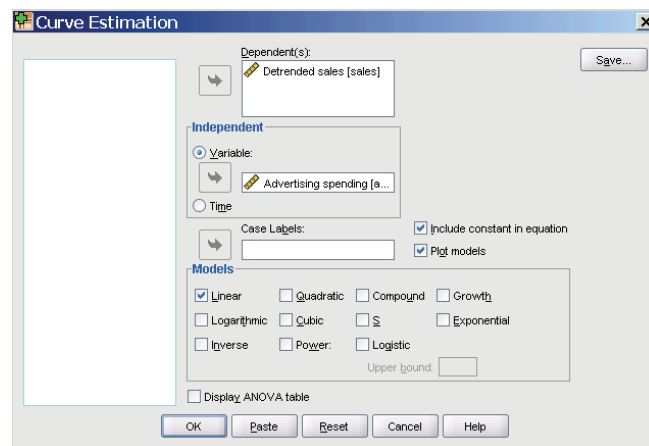 Curve Estimation
Dependent(s):
Detrended sales [sales]
Save...
Independent
Variable:
Advertising spending [a...
Time
Case Labels:
Include constant in equation
Plot models
Models
Linear Quadratic Compound Growth
Logarithmic Cubic S Exponential
Inverse Power: Logistic
Upper bound:
Display ANOVA table
OK Paste Reset Cancel Help